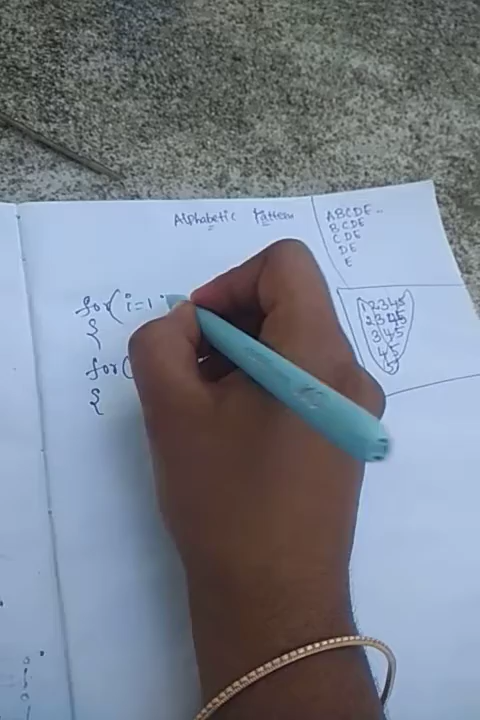 Alphabetic Pattern
ABCDE..
BCDE
CDE
DE
E
for(i=1
{
for(
{
12345
2345
345
45
5